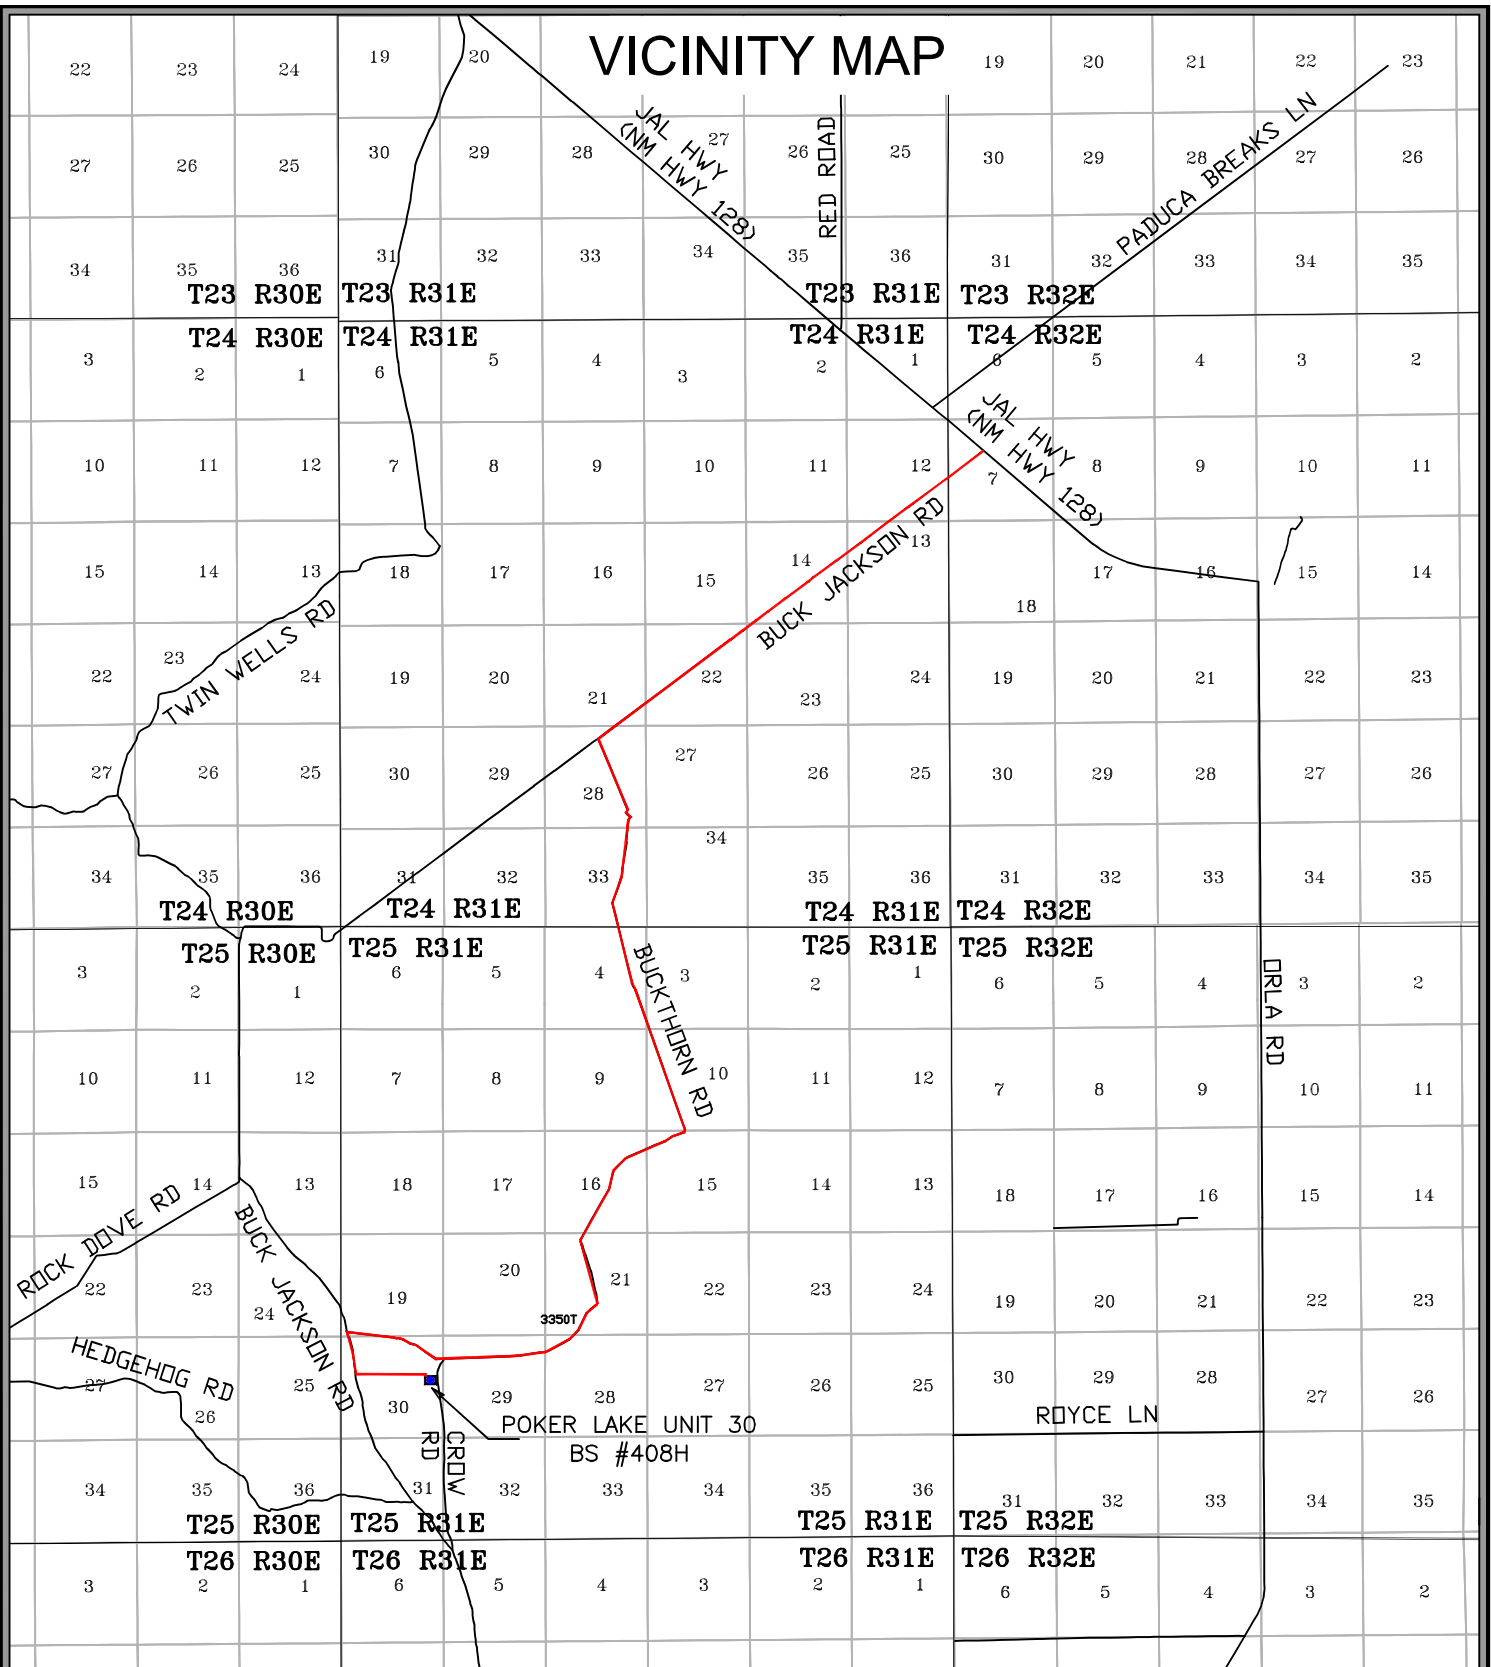 VICINITY MAP
22 23 24 19 20 19 20 21 22 23
JAL HWY
(NM HWY 128)
RED ROAD
PADUCA BREAKS LN
27 26 25 30 29 28 27 26 25 30 29 28 27 26
34 35 36 31 32 33 34 35 36 31 32 33 34 35
T23 R30E T23 R31E T23 R31E T23 R32E
T24 R30E T24 R31E T24 R31E T24 R32E
3 2 1 6 5 4 3 2 1 6 5 4 3 2
JAL HWY
(NM HWY 128)
10 11 12 7 8 9 10 11 12 7 8 9 10 11
BUCK JACKSON RD
15 14 13 18 17 16 15 14 13 18 17 16 15 14
TWIN WELLS RD
22 23 24 19 20 21 22 23 24 19 20 21 22 23
27 26 25 30 29 28 27 26 25 30 29 28 27 26
34 35 36 31 32 33 34 35 36 31 32 33 34 35
T24 R30E T24 R31E T24 R31E T24 R32E
T25 R30E T25 R31E T25 R31E T25 R32E
3 2 1 6 5 4 3 2 1 6 5 4 3 2
BUCKTHORN RD
ORLA RD
10 11 12 7 8 9 10 11 12 7 8 9 10 11
15 14 13 18 17 16 15 14 13 18 17 16 15 14
ROCK DOVE RD
BUCK JACKSON RD
22 23 24 19 20 21 22 23 24 19 20 21 22 23
3350T
HEDGEHOG RD
27 26 25 30 29 28 27 26 25 30 29 28 27 26
POKER LAKE UNIT 30
BS #408H
ROYCE LN
CROW
RD
34 35 36 31 32 33 34 35 36 31 32 33 34 35
T25 R30E T25 R31E T25 R31E T25 R32E
T26 R30E T26 R31E T26 R31E T26 R32E
3 2 1 6 5 4 3 2 1 6 5 4 3 2